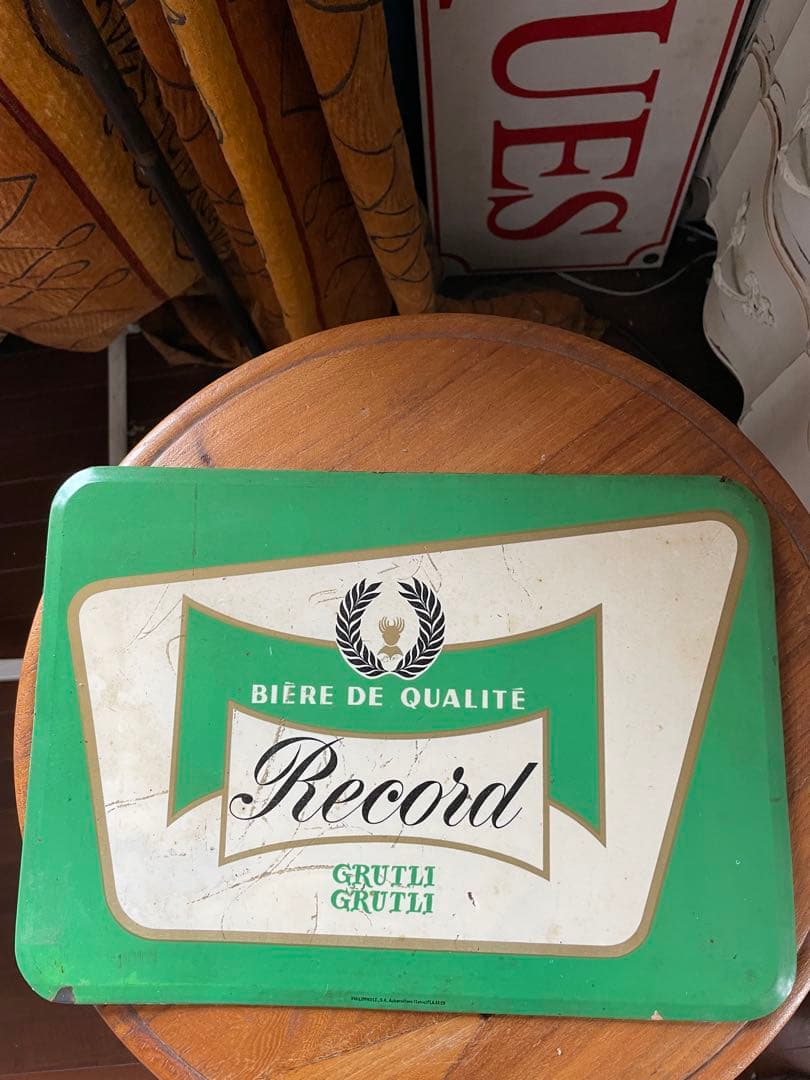 UES
BIÈRE DE QUALITÉ
Record
GRUTLI
GRUTLI